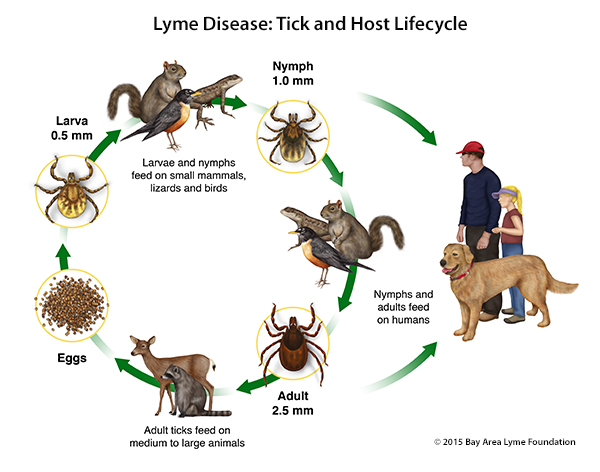 Lyme Disease: Tick and Host Lifecycle
Nymph
1.0 mm
Larva
0.5 mm
Larvae and nymphs
feed on small mammals,
lizards and birds
Nymphs and
adults feed
on humans
Eggs
Adult
2.5 mm
Adult ticks feed on
medium to large animals
© 2015 Bay Area Lyme Foundation